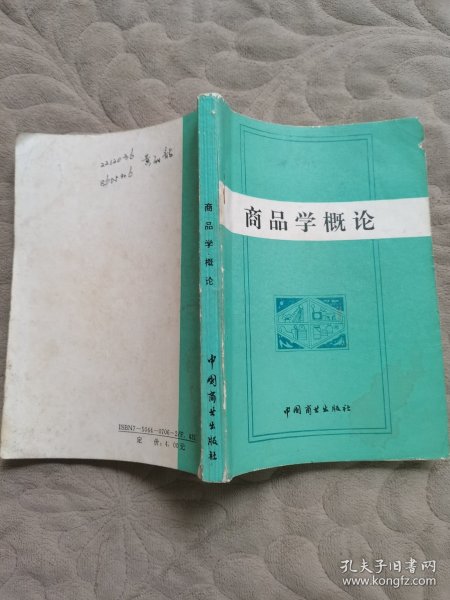 商品学概论
中国商业出版社
商品学概论
中国商业出版社
定 价:4.00元
孔夫子旧书网
www.kongfz.com